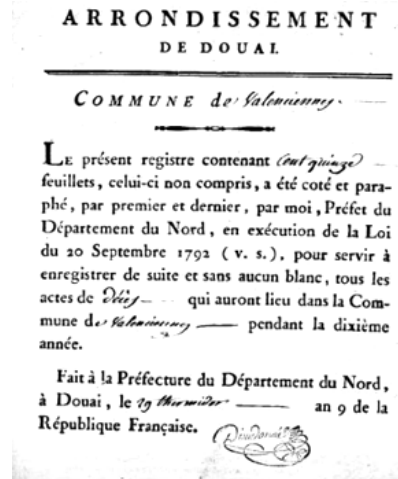 ARRONDISSEMENT
DE DOUAI.
COMMUNE de Valenciennes.
LE présent registre contenant Cent quinze
feuillets, celui-ci non compris, a été coté et para-
phé, par premier et dernier, par moi, Préfet du
Département du Nord, en exécution de la Loi
du 20 Septembre 1792 (v. s.), pour servir à
enregistrer de suite et sans aucun blanc, tous les
actes de Décès qui auront lieu dans la Com-
mune de Valenciennes pendant la dixième
année.
Fait à la Préfecture du Département du Nord,
à Douai, le 29 thermidor an 9 de la
République Française.
Dieudonné